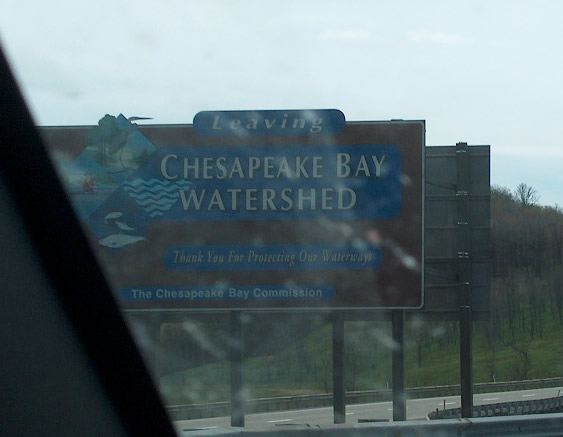 Leaving
CHESAPEAKE BAY
WATERSHED
Thank You For Protecting Our Waterways
The Chesapeake Bay Commission